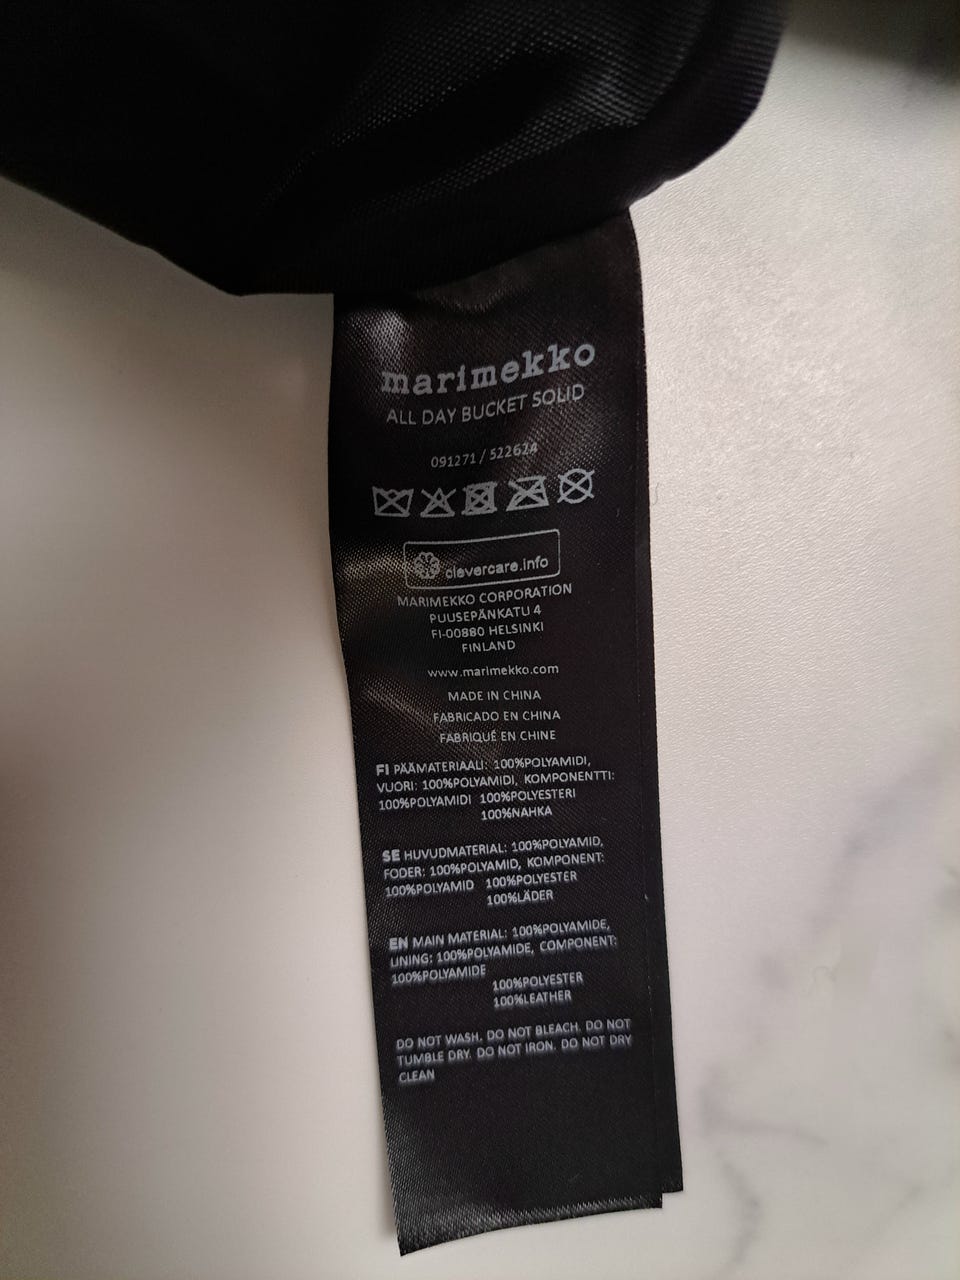 marimekko
ALL DAY BUCKET SOLID
091271 / 522624
clevercare.info
MARIMEKKO CORPORATION
PUUSEPÄNKATU 4
FI-00880 HELSINKI
FINLAND
www.marimekko.com
MADE IN CHINA
FABRICADO EN CHINA
FABRIQUÉ EN CHINE
FI PÄÄMATERIAALI: 100%POLYAMIDI,
VUORI: 100%POLYAMIDI, KOMPONENTTI:
100%POLYAMIDI 100%POLYESTERI
100%NAHKA
SE HUVUDMATERIAL: 100%POLYAMID,
FODER: 100%POLYAMID, KOMPONENT:
100%POLYAMID 100%POLYESTER
100%LÄDER
EN MAIN MATERIAL: 100%POLYAMIDE,
LINING: 100%POLYAMIDE, COMPONENT:
100%POLYAMIDE
100%POLYESTER
100%LEATHER
DO NOT WASH. DO NOT BLEACH. DO NOT
TUMBLE DRY. DO NOT IRON. DO NOT DRY
CLEAN